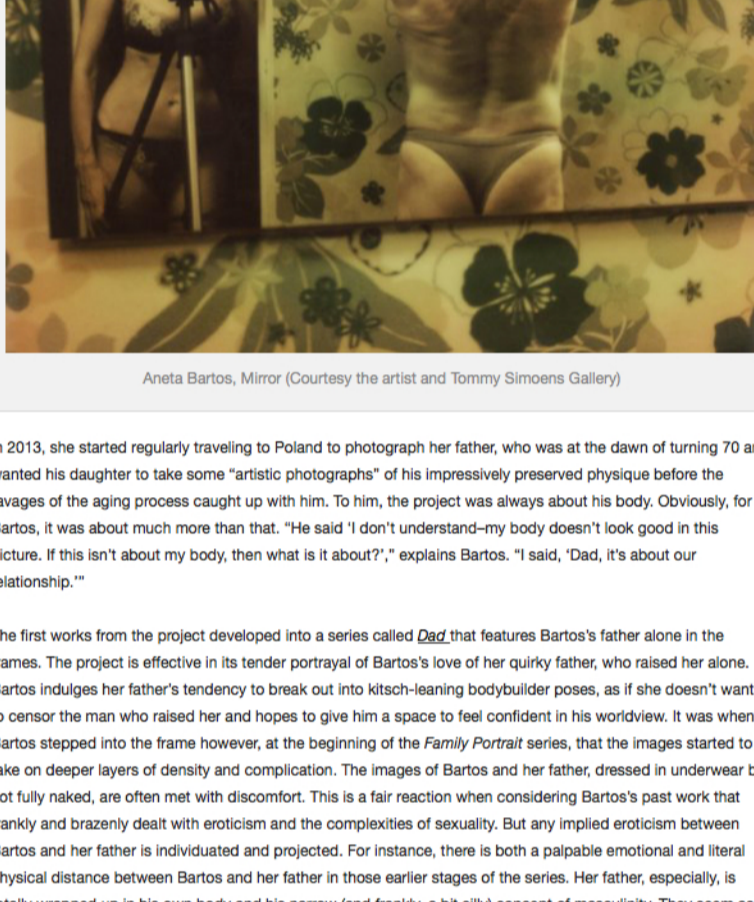 Aneta Bartos, Mirror (Courtesy the artist and Tommy Simoens Gallery)
2013, she started regularly traveling to Poland to photograph her father, who was at the dawn of turning 70 a
anted his daughter to take some “artistic photographs” of his impressively preserved physique before the
avages of the aging process caught up with him. To him, the project was always about his body. Obviously, for
artos, it was about much more than that. “He said ‘I don't understand–my body doesn't look good in this
icture. If this isn't about my body, then what is it about?’,” explains Bartos. “I said, ‘Dad, it's about our
elationship.’”
he first works from the project developed into a series called Dad that features Bartos's father alone in the
ames. The project is effective in its tender portrayal of Bartos's love of her quirky father, who raised her alone.
artos indulges her father's tendency to break out into kitsch-leaning bodybuilder poses, as if she doesn't want
o censor the man who raised her and hopes to give him a space to feel confident in his worldview. It was when
artos stepped into the frame however, at the beginning of the Family Portrait series, that the images started to
ake on deeper layers of density and complication. The images of Bartos and her father, dressed in underwear b
ot fully naked, are often met with discomfort. This is a fair reaction when considering Bartos's past work that
ankly and brazenly dealt with eroticism and the complexities of sexuality. But any implied eroticism between
artos and her father is individuated and projected. For instance, there is both a palpable emotional and literal
hysical distance between Bartos and her father in those earlier stages of the series. Her father, especially, is